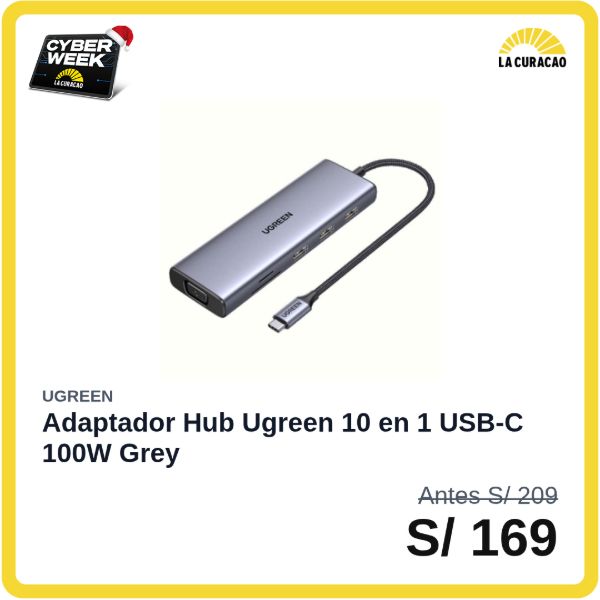 CYBER
WEEK
LA CURACAO
LA CURACAO
UGREEN
UGREEN
UGREEN
Adaptador Hub Ugreen 10 en 1 USB-C
100W Grey
Antes S/ 209
S/ 169